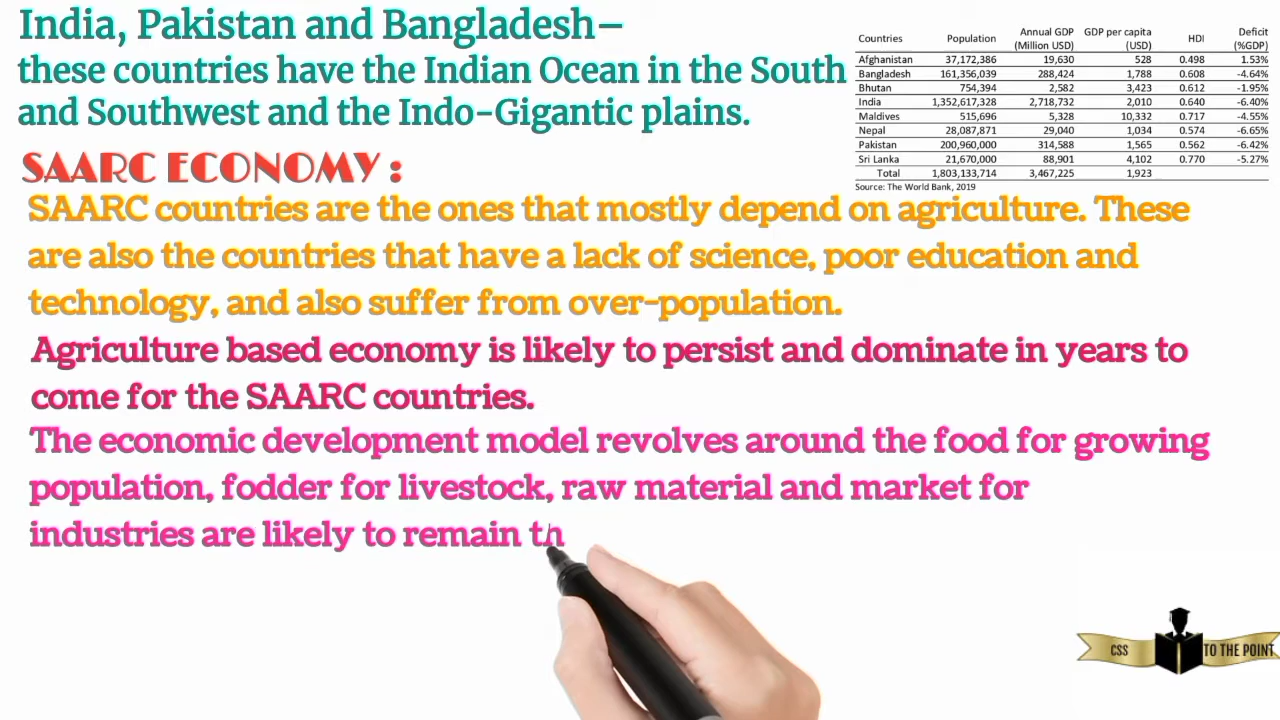 India, Pakistan and Bangladesh–
these countries have the Indian Ocean in the South
and Southwest and the Indo-Gigantic plains.
Countries Population Annual GDP (Million USD) GDP per capita (USD) HDI Deficit (%GDP)
Afghanistan 37,172,386 19,630 528 0.498 1.53%
Bangladesh 161,356,039 288,424 1,788 0.608 -4.64%
Bhutan 754,394 2,582 3,423 0.612 -1.95%
India 1,352,617,328 2,718,732 2,010 0.640 -6.40%
Maldives 515,696 5,328 10,332 0.717 -4.55%
Nepal 28,087,871 29,040 1,034 0.574 -6.65%
Pakistan 200,960,000 314,588 1,565 0.562 -6.42%
Sri Lanka 21,670,000 88,901 4,102 0.770 -5.27%
Total 1,803,133,714 3,467,225 1,923
Source: The World Bank, 2019
SAARC ECONOMY :
SAARC countries are the ones that mostly depend on agriculture. These
are also the countries that have a lack of science, poor education and
technology, and also suffer from over-population.
Agriculture based economy is likely to persist and dominate in years to
come for the SAARC countries.
The economic development model revolves around the food for growing
population, fodder for livestock, raw material and market for
industries are likely to remain th
CSS TO THE POINT